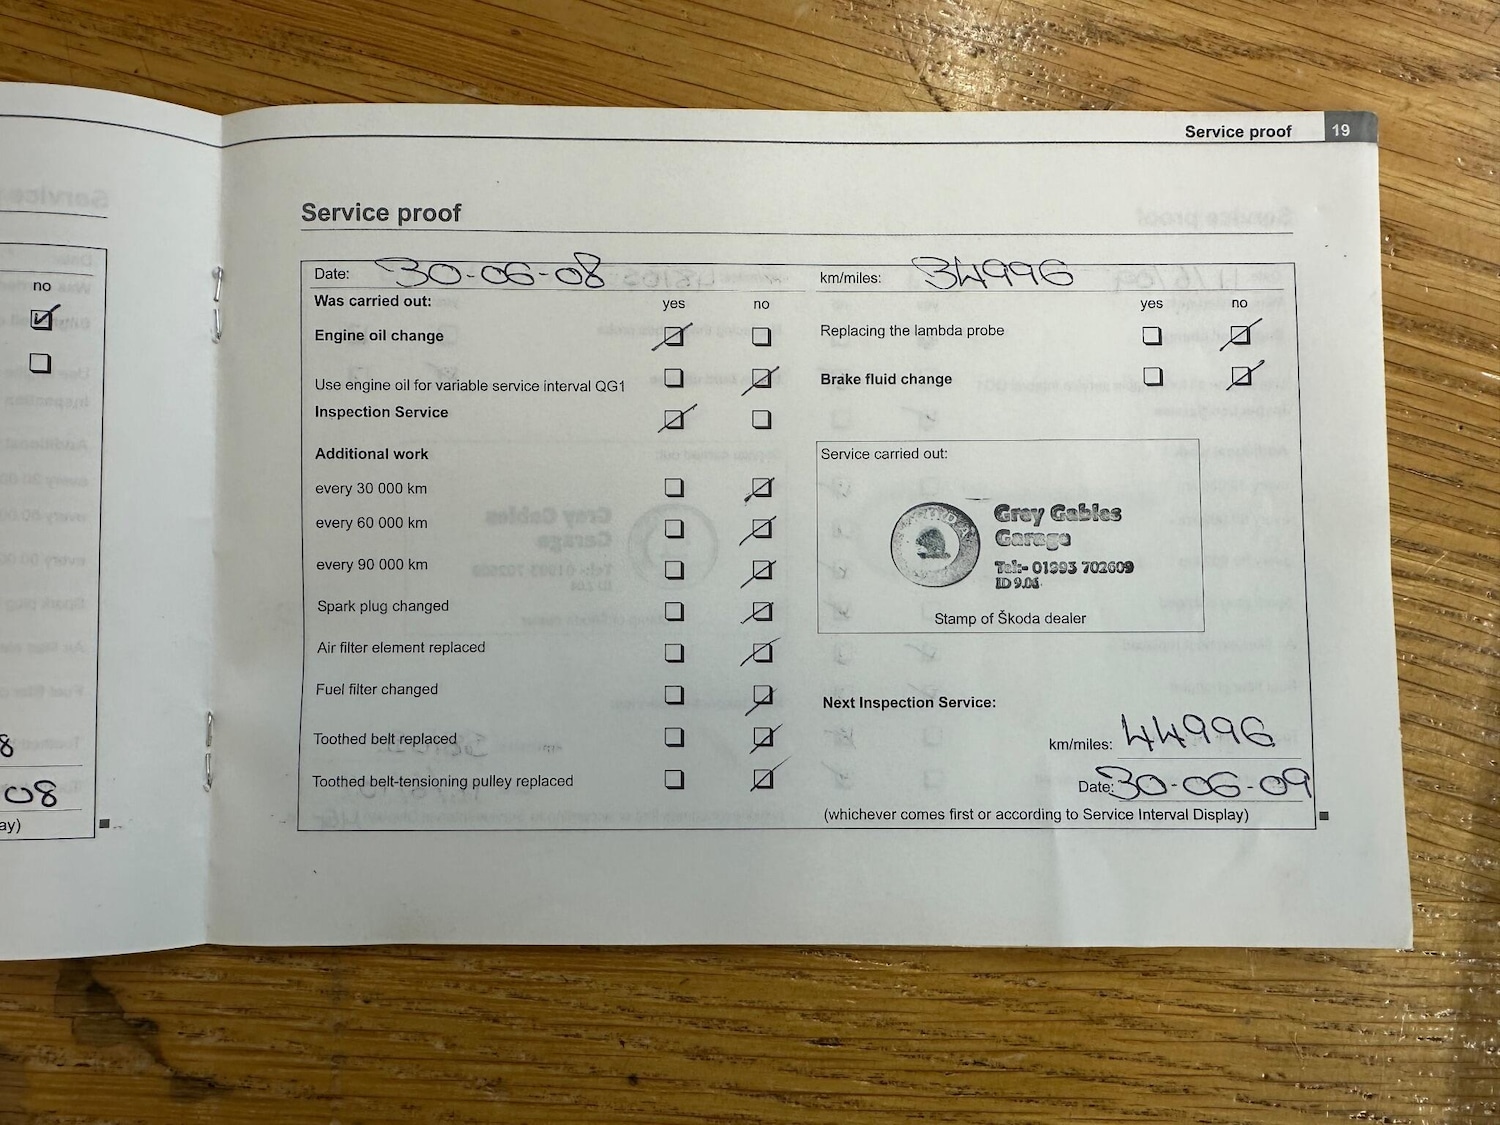 Service proof 19
no
8
08
ay)
Service proof
Date: 30-06-08
km/miles: 34996
Was carried out: yes no
yes no
Engine oil change
Replacing the lambda probe
Use engine oil for variable service interval QG1
Brake fluid change
Inspection Service
Additional work
every 30 000 km
every 60 000 km
every 90 000 km
Spark plug changed
Air filter element replaced
Fuel filter changed
Toothed belt replaced
Toothed belt-tensioning pulley replaced
Service carried out:
Grey Gables
Garage
Tel:- 01993 702609
Stamp of Škoda dealer
Next Inspection Service:
km/miles: 44996
Date: 30-06-09
(whichever comes first or according to Service Interval Display)